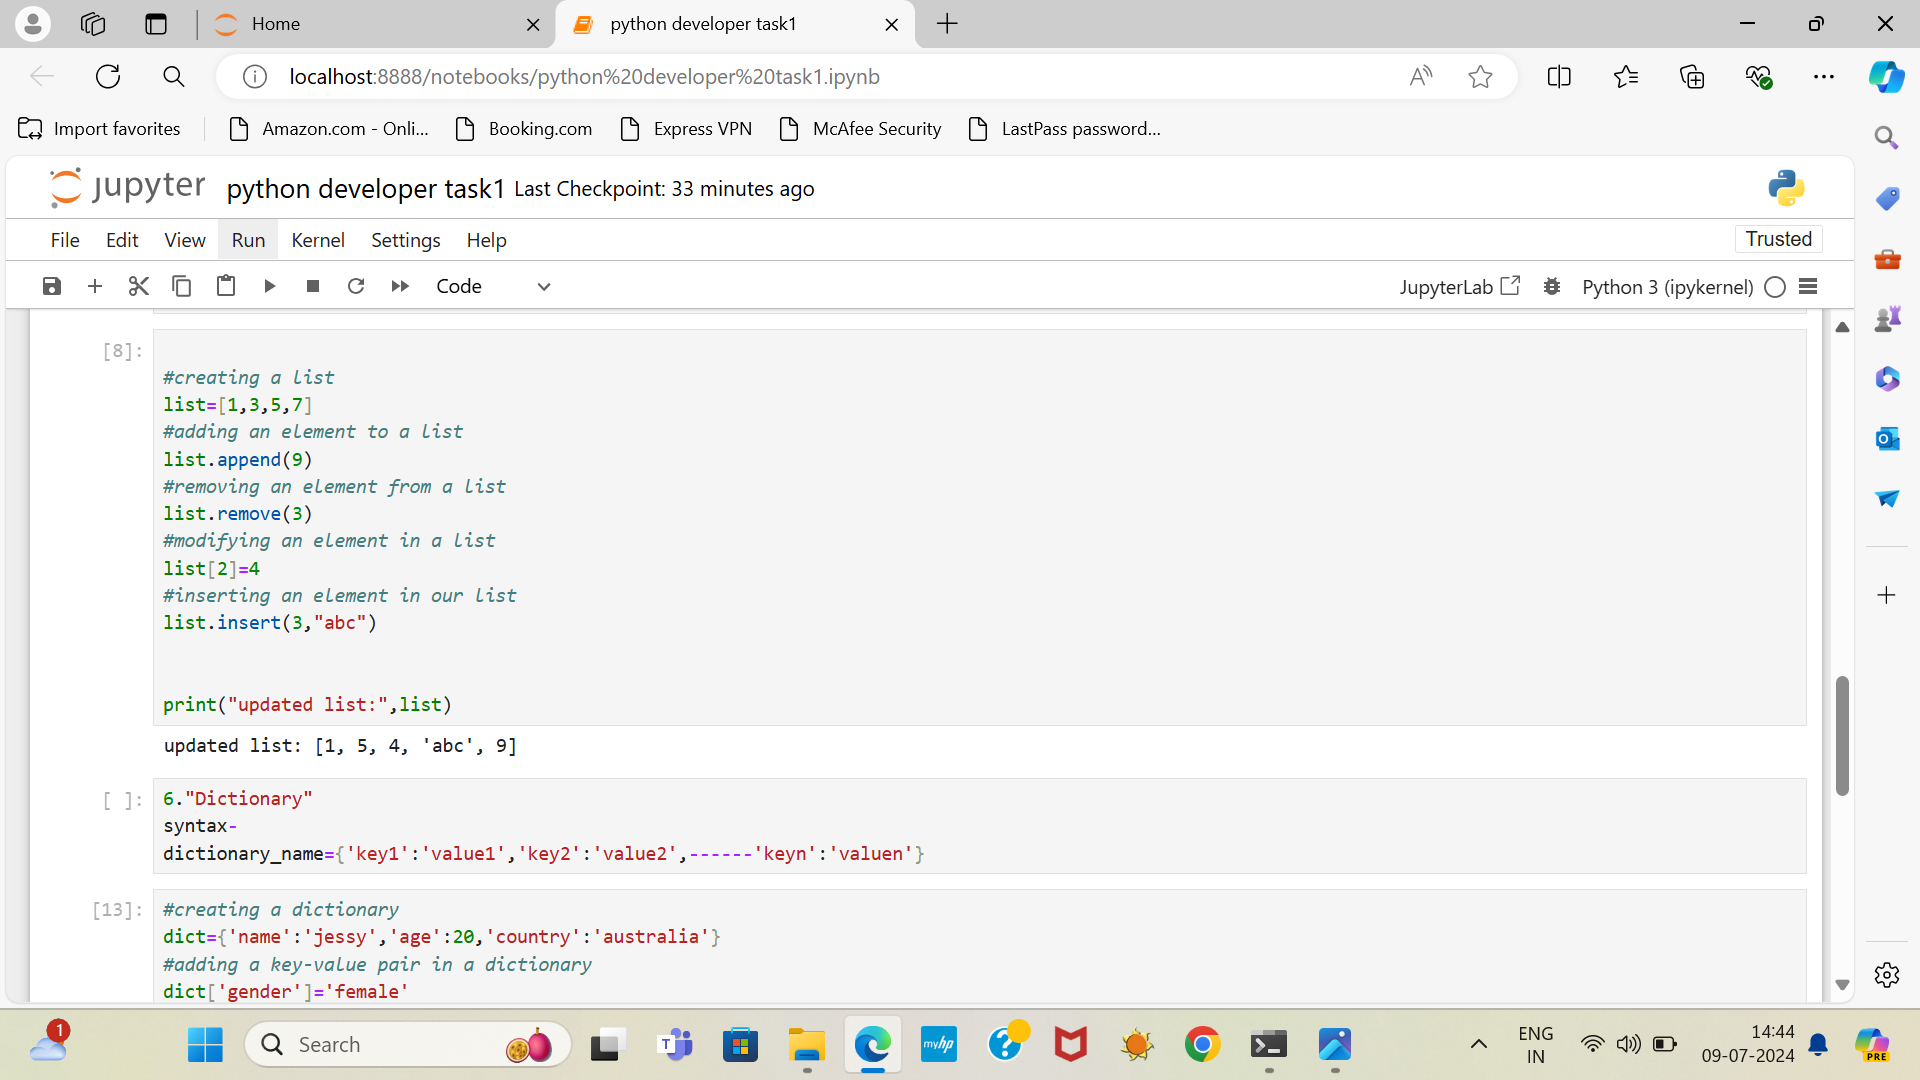 Home
python developer task1
localhost:8888/notebooks/python%20developer%20task1.ipynb
Import favorites
Amazon.com - Onli...
Booking.com
Express VPN
McAfee Security
LastPass password...
jupyter python developer task1 Last Checkpoint: 33 minutes ago
File Edit View Run Kernel Settings Help
Trusted
Code
JupyterLab
Python 3 (ipykernel)
[8]:
#creating a list
list=[1,3,5,7]
#adding an element to a list
list.append(9)
#removing an element from a list
list.remove(3)
#modifying an element in a list
list[2]=4
#inserting an element in our list
list.insert(3,"abc")
print("updated list:",list)
updated list: [1, 5, 4, 'abc', 9]
[ ]:
6."Dictionary"
syntax-
dictionary_name={'key1':'value1','key2':'value2',------'keyn':'valuen'}
[13]:
#creating a dictionary
dict={'name':'jessy','age':20,'country':'australia'}
#adding a key-value pair in a dictionary
dict['gender']='female'
1
Search
T
myhp
ENG
IN
14:44
09-07-2024
PRE